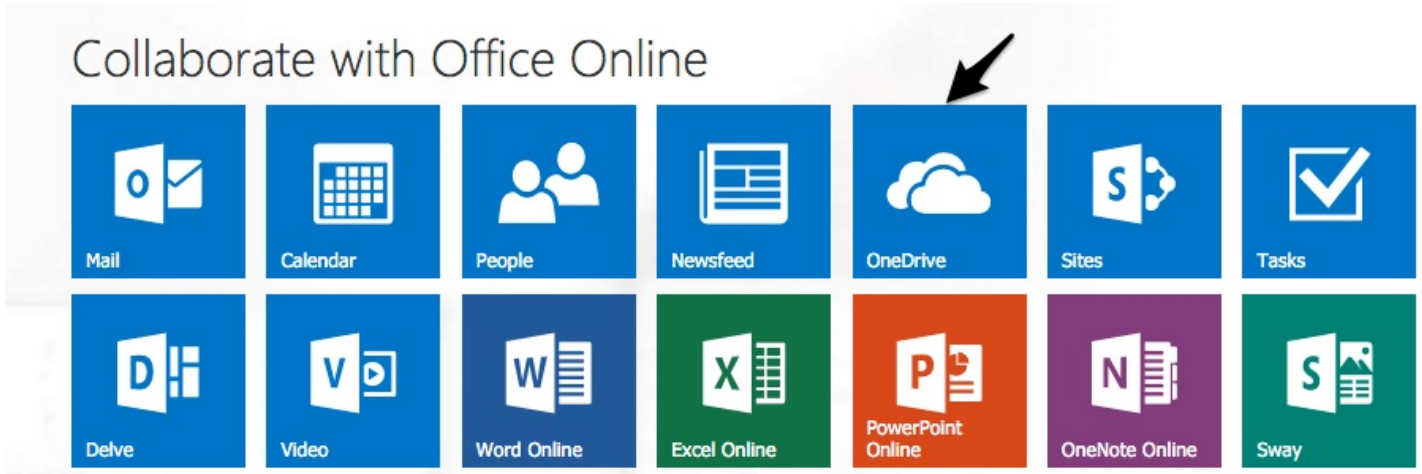 Collaborate with Office Online
O
S
Mail
Calendar
People
Newsfeed
OneDrive
Sites
Tasks
D
V
W
X
P
N
S
Delve
Video
Word Online
Excel Online
PowerPoint
Online
OneNote Online
Sway